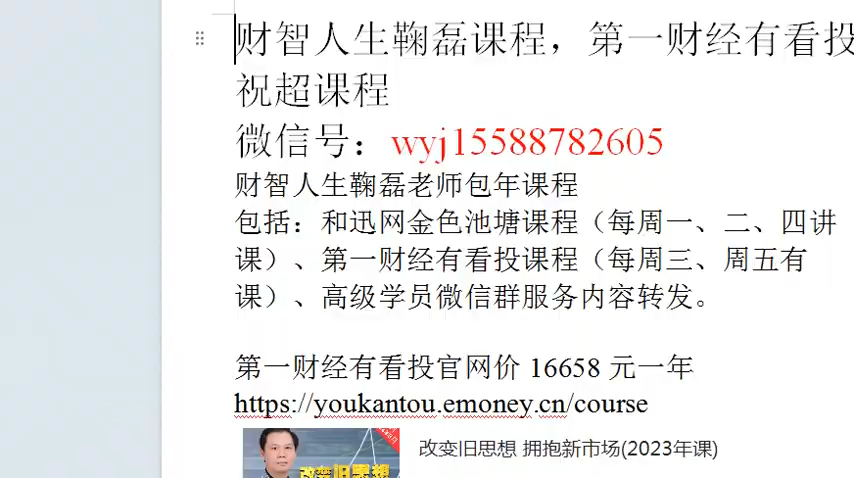 财智人生鞠磊课程，第一财经有看投
祝超课程
微信号：wyj15588782605
财智人生鞠磊老师包年课程
包括：和迅网金色池塘课程（每周一、二、四讲
课）、第一财经有看投课程（每周三、周五有
课）、高级学员微信群服务内容转发。
第一财经有看投官网价 16658 元一年
https://youkantou.emoney.cn/course
改变旧思想 拥抱新市场(2023年课)
改变旧思想